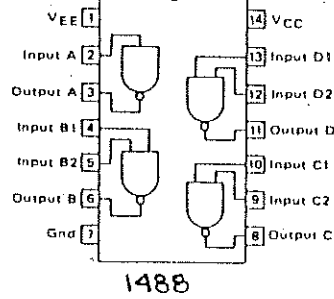 VEE 1
Input A 2
Output A 3
Input B1 4
Input B2 5
Output B 6
Gnd 7
14 VCC
13 Input D1
12 Input D2
11 Output D
10 Input C1
9 Input C2
8 Output C
1488